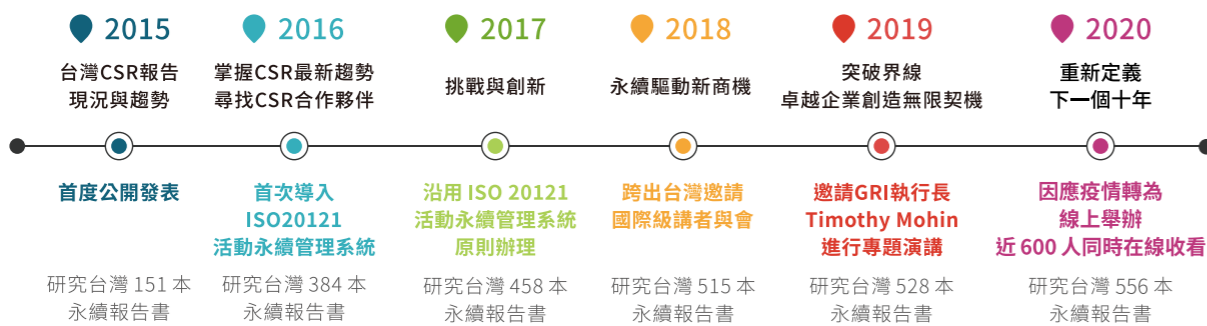 2015
台灣CSR報告
現況與趨勢
首度公開發表
研究台灣 151 本
永續報告書
2016
掌握CSR最新趨勢
尋找CSR合作夥伴
首次導入
ISO20121
活動永續管理系統
研究台灣 384 本
永續報告書
2017
挑戰與創新
沿用 ISO 20121
活動永續管理系統
原則辦理
研究台灣 458 本
永續報告書
2018
永續驅動新商機
跨出台灣邀請
國際級講者與會
研究台灣 515 本
永續報告書
2019
突破界線
卓越企業創造無限契機
邀請GRI執行長
Timothy Mohin
進行專題演講
研究台灣 528 本
永續報告書
2020
重新定義
下一個十年
因應疫情轉為
線上舉辦
近 600 人同時在線收看
研究台灣 556 本
永續報告書